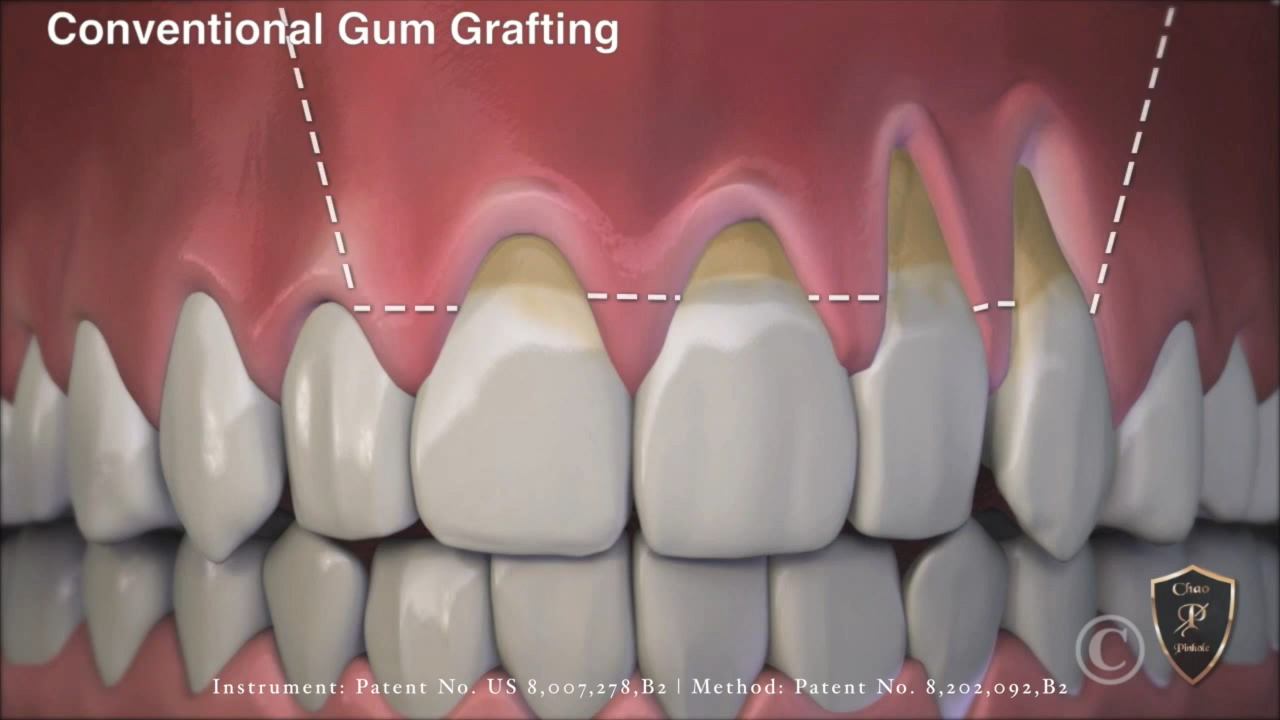 Conventional Gum Grafting
Chao
P
Pinhole
©
Instrument: Patent No. US 8,007,278,B2 | Method: Patent No. 8,202,092,B2